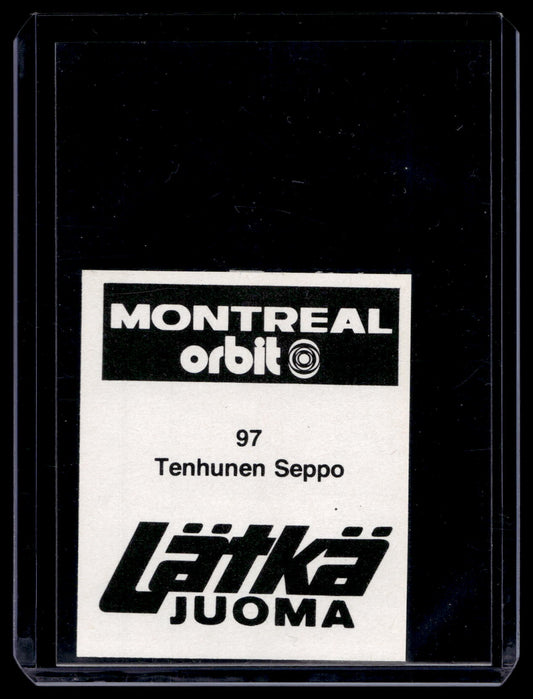 MONTREAL
orbit
97
Tenhunen Seppo
Lätkä
JUOMA